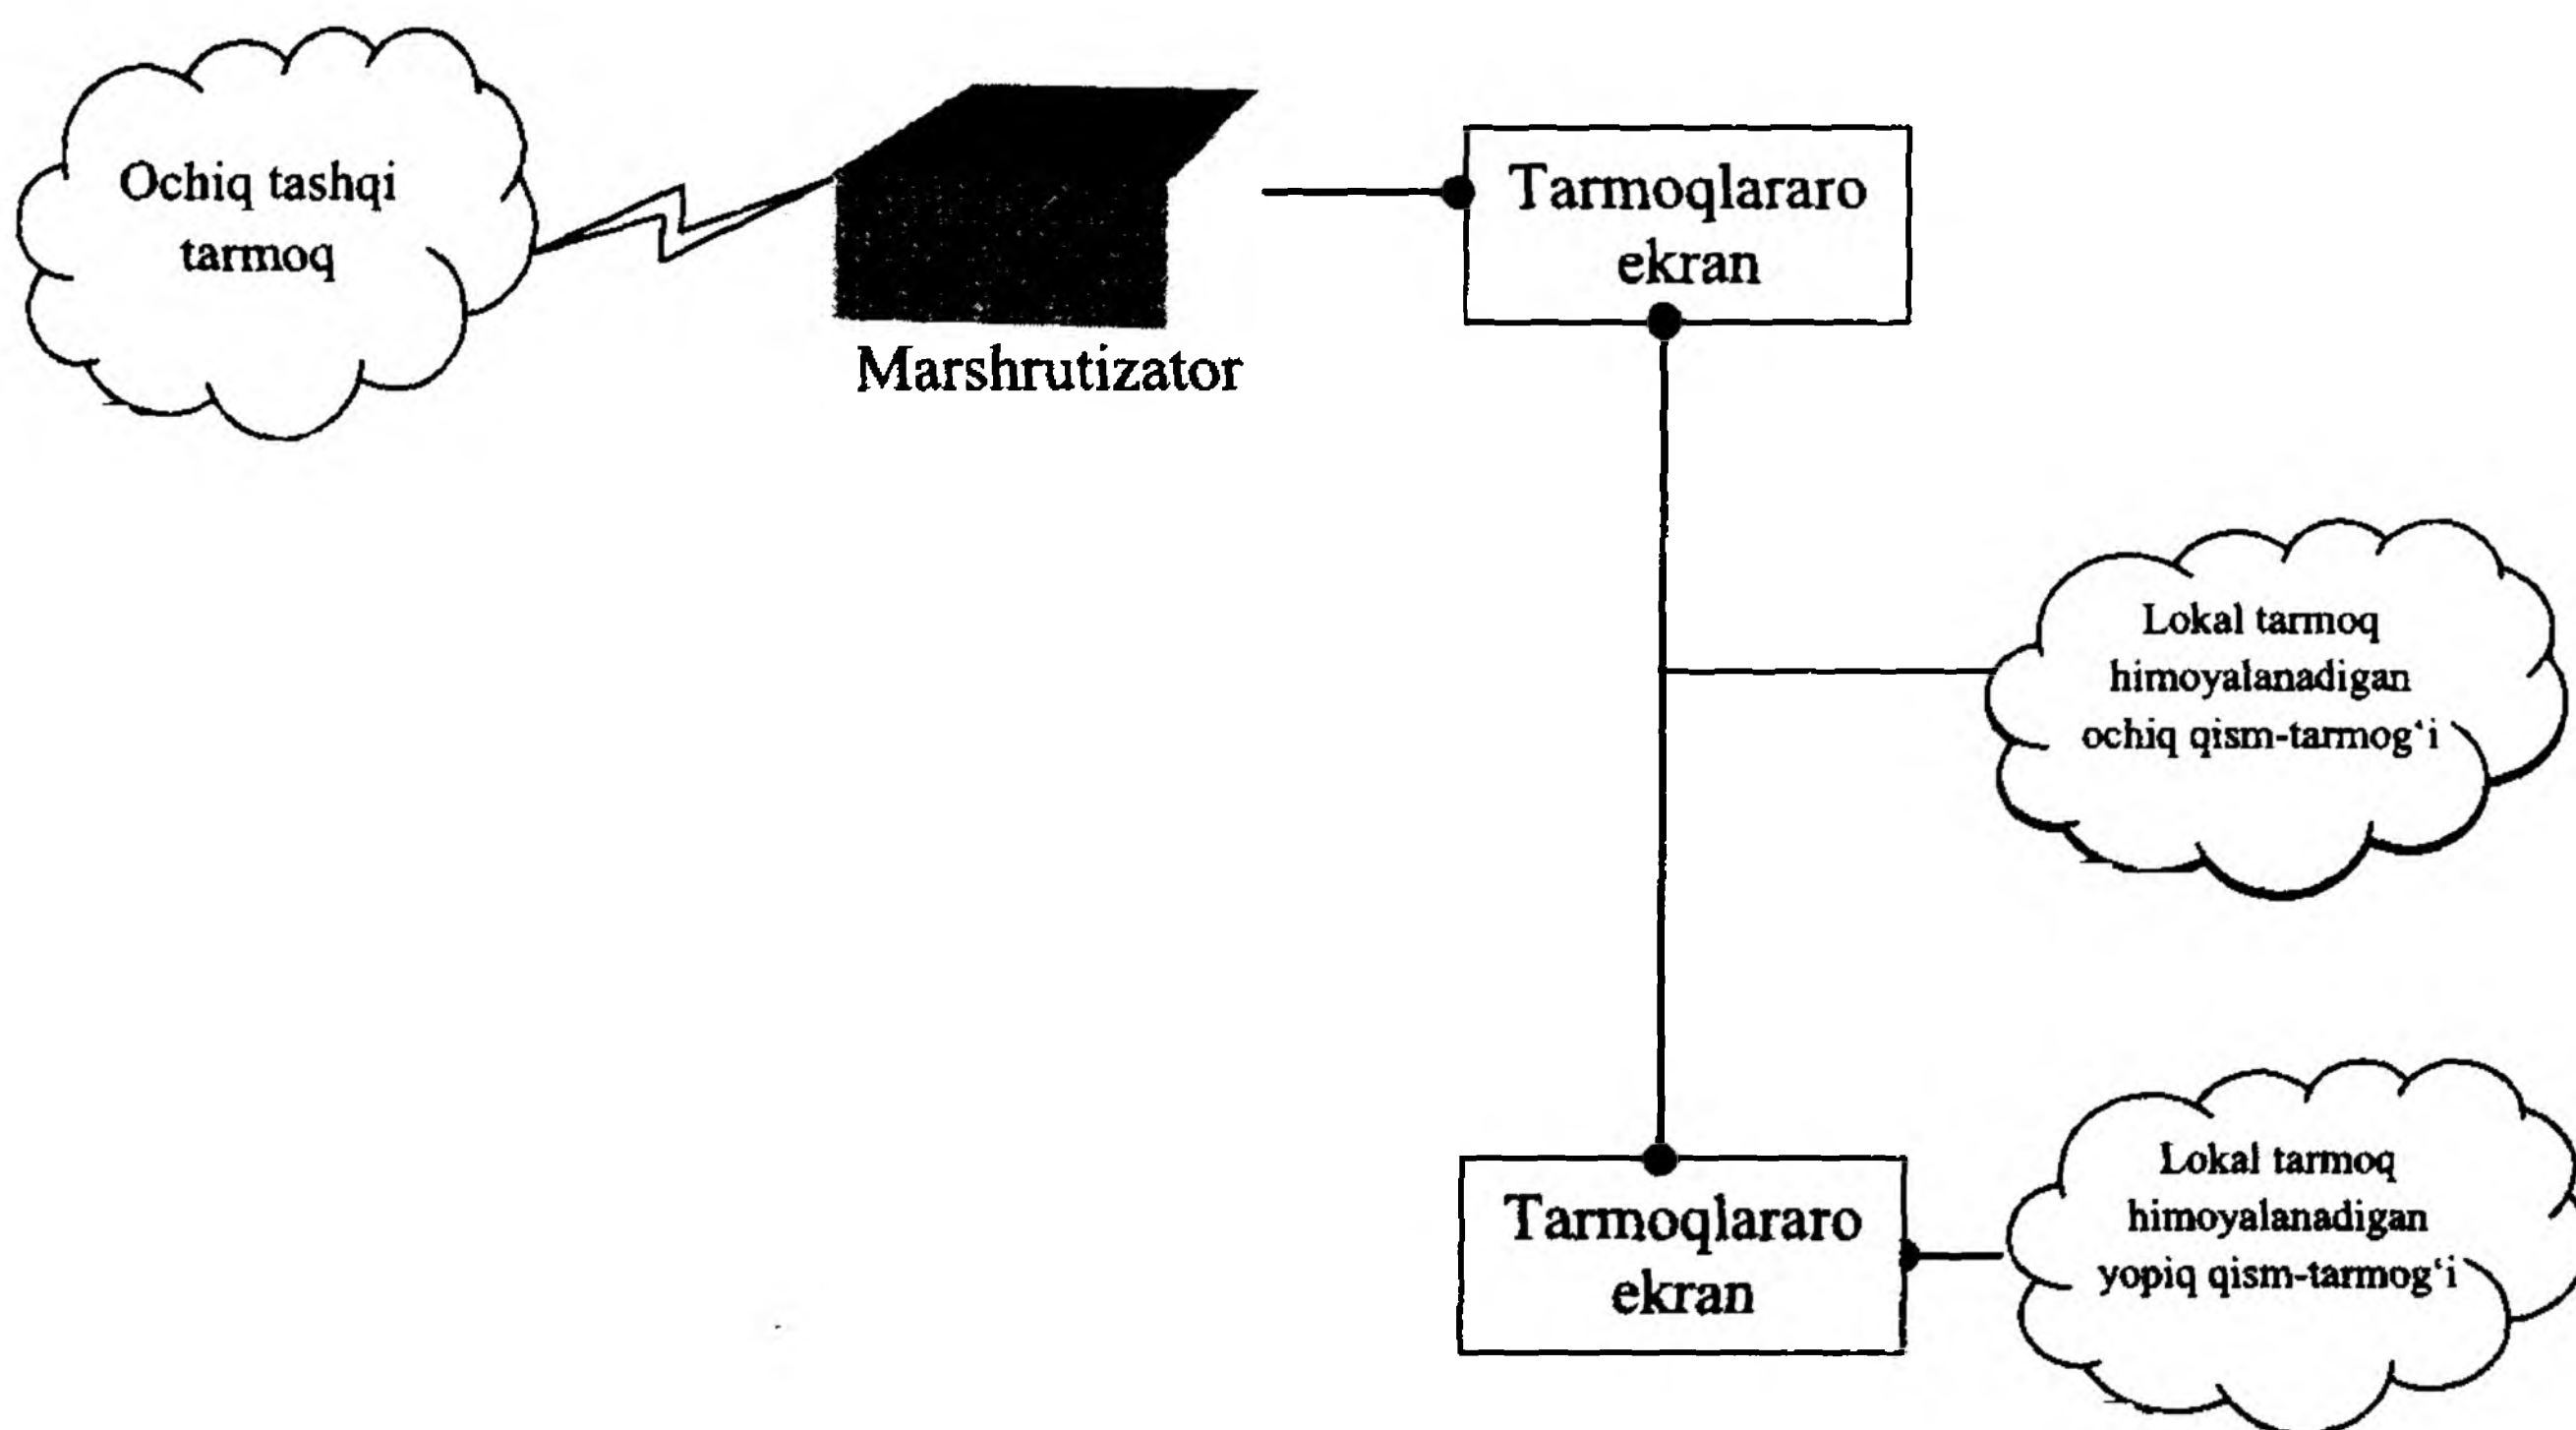 Ochiq tashqi
tarmoq
Marshrutizator
Tarmoqlararo
ekran
Lokal tarmoq
himoyalanadigan
ochiq qism-tarmog‘i
Tarmoqlararo
ekran
Lokal tarmoq
himoyalanadigan
yopiq qism-tarmog‘i